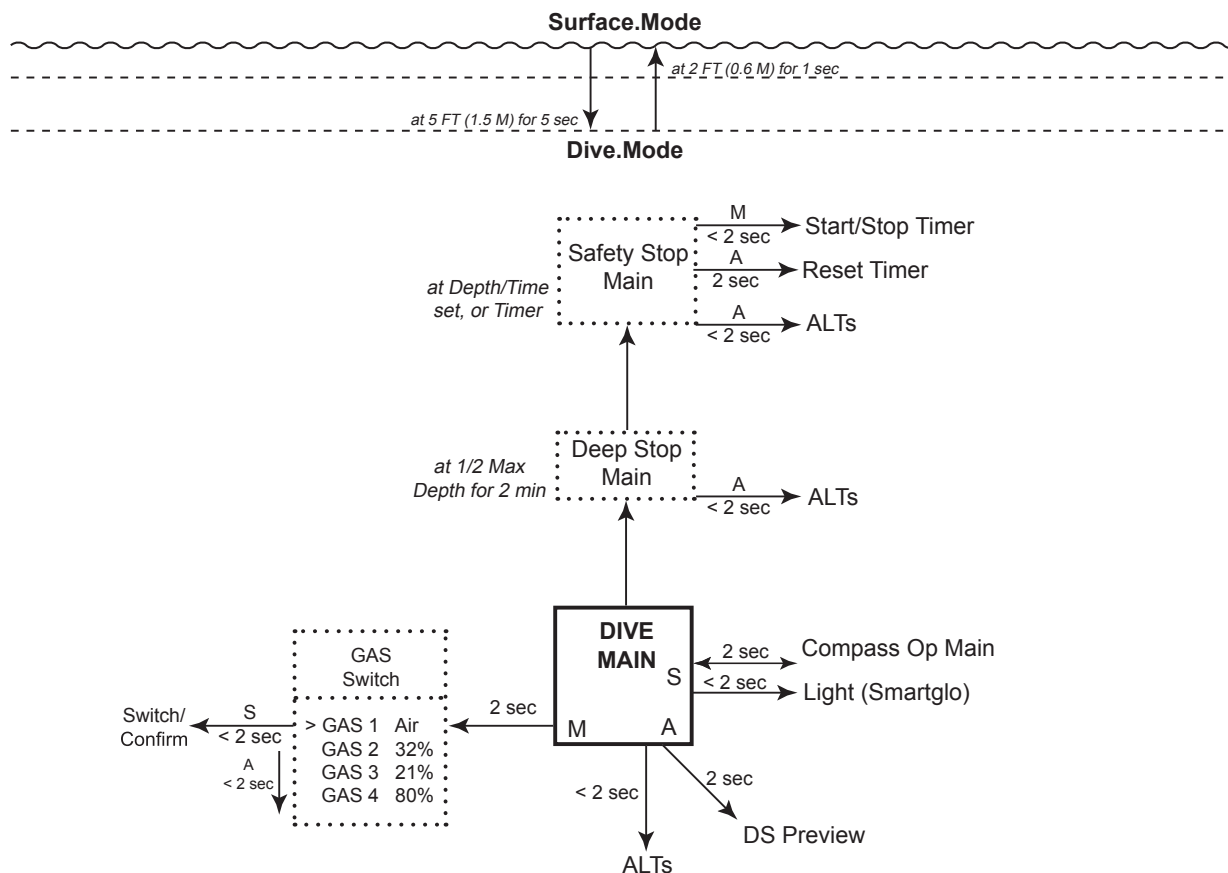 Surface.Mode
at 2 FT (0.6 M) for 1 sec
at 5 FT (1.5 M) for 5 sec
Dive.Mode
M
< 2 sec
Start/Stop Timer
Safety Stop
Main
A
2 sec
Reset Timer
at Depth/Time
set, or Timer
A
< 2 sec
ALTs
Deep Stop
Main
at 1/2 Max
Depth for 2 min
A
< 2 sec
ALTs
DIVE
MAIN
S
2 sec
Compass Op Main
< 2 sec
Light (Smartglo)
GAS
Switch
M
A
2 sec
> GAS 1 Air
GAS 2 32%
GAS 3 21%
GAS 4 80%
S
< 2 sec
Switch/
Confirm
A
< 2 sec
< 2 sec
ALTs
2 sec
DS Preview